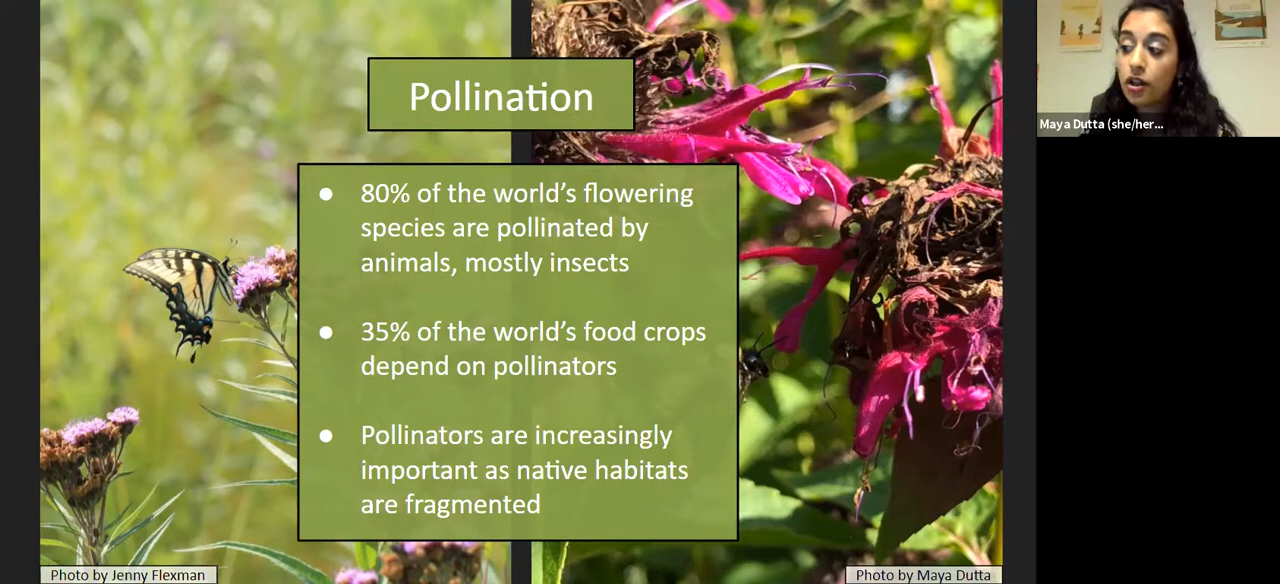 Pollination
● 80% of the world’s flowering
species are pollinated by
animals, mostly insects
● 35% of the world’s food crops
depend on pollinators
● Pollinators are increasingly
important as native habitats
are fragmented
Photo by Jenny Flexman
Photo by Maya Dutta
Maya Dutta (she/her...